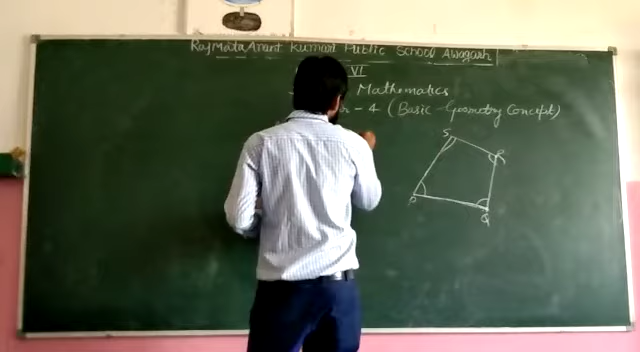 RajMata Anant Kumari Public School Awagarh
VI
Mathematics
- 4 (Basic Geometry Concept)
S
R
P
Q